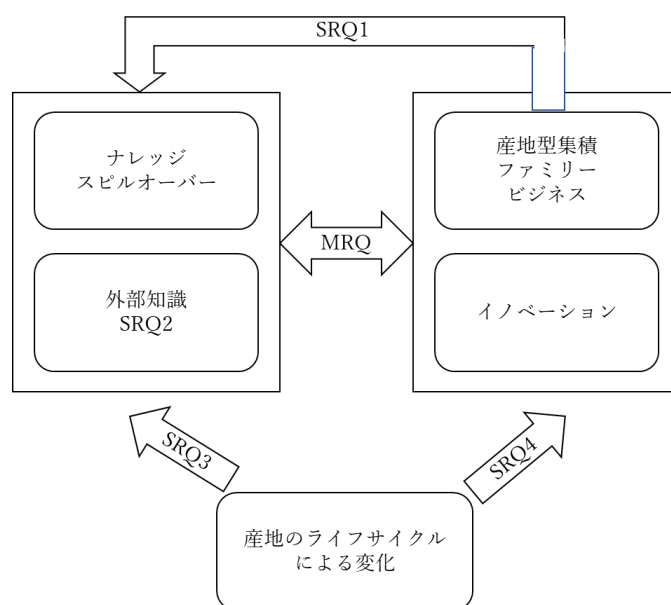 SRQ1
ナレッジ
スピルオーバー
産地型集積
ファミリー
ビジネス
MRQ
外部知識
SRQ2
イノベーション
SRQ3
SRQ4
産地のライフサイクル
による変化